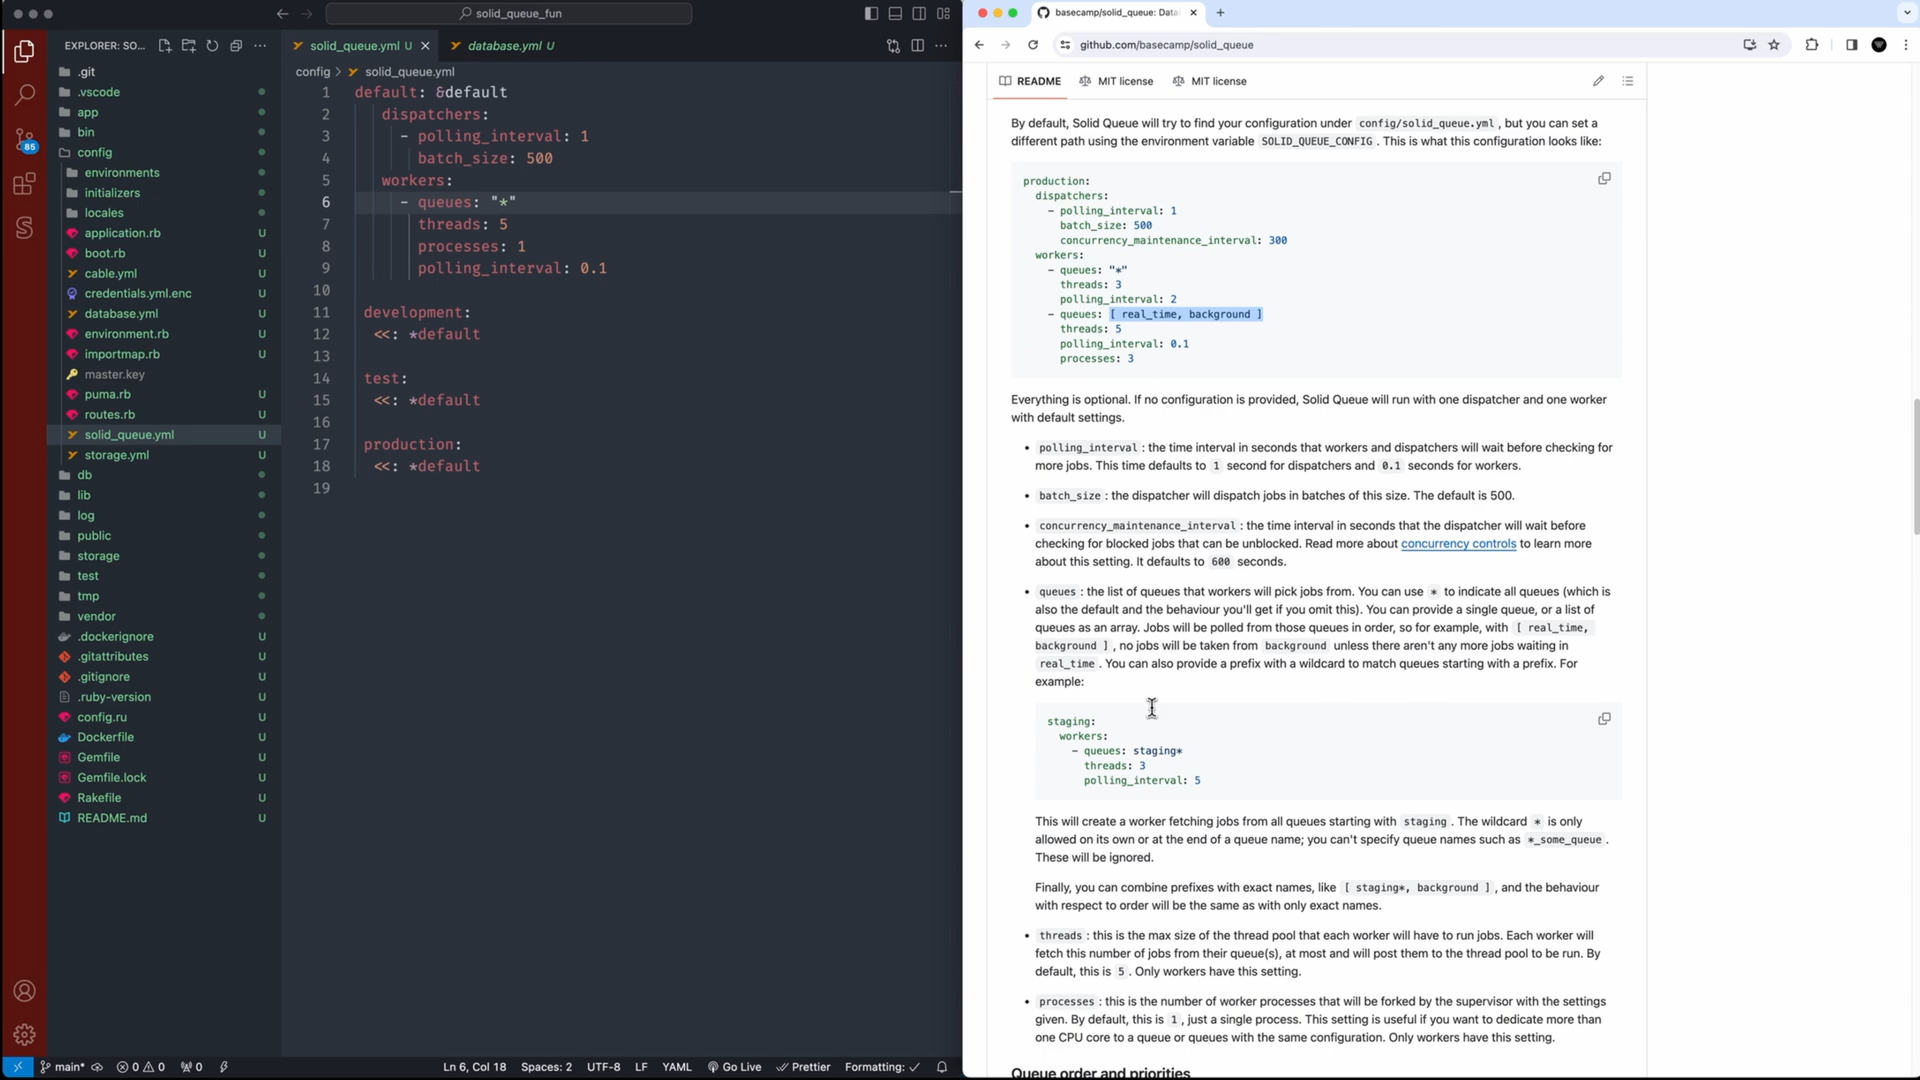 solid_queue_fun
EXPLORER: SO...
.git
.vscode
app
bin
85
config
environments
initializers
locales
application.rb U
boot.rb U
cable.yml U
credentials.yml.enc U
database.yml U
environment.rb U
importmap.rb U
master.key
puma.rb U
routes.rb U
solid_queue.yml U
storage.yml U
db
lib
log
public
storage
test
tmp
vendor
.dockerignore U
.gitattributes U
.gitignore U
.ruby-version U
config.ru U
Dockerfile U
Gemfile U
Gemfile.lock U
Rakefile U
README.md U
solid_queue.yml U
database.yml U
config > solid_queue.yml
1 default: &default
2 dispatchers:
3 - polling_interval: 1
4 batch_size: 500
5 workers:
6 - queues: "*"
7 threads: 5
8 processes: 1
9 polling_interval: 0.1
10
11 development:
12 <<: *default
13
14 test:
15 <<: *default
16
17 production:
18 <<: *default
19
main* 0 0 0 Ln 6, Col 18 Spaces: 2 UTF-8 LF YAML Go Live Prettier Formatting:
basecamp/solid_queue: Data
github.com/basecamp/solid_queue
README MIT license MIT license
By default, Solid Queue will try to find your configuration under config/solid_queue.yml , but you can set a
different path using the environment variable SOLID_QUEUE_CONFIG . This is what this configuration looks like:
production:
dispatchers:
- polling_interval: 1
batch_size: 500
concurrency_maintenance_interval: 300
workers:
- queues: "*"
threads: 3
polling_interval: 2
- queues: [ real_time, background ]
threads: 5
polling_interval: 0.1
processes: 3
Everything is optional. If no configuration is provided, Solid Queue will run with one dispatcher and one worker
with default settings.
• polling_interval : the time interval in seconds that workers and dispatchers will wait before checking for
more jobs. This time defaults to 1 second for dispatchers and 0.1 seconds for workers.
• batch_size : the dispatcher will dispatch jobs in batches of this size. The default is 500.
• concurrency_maintenance_interval : the time interval in seconds that the dispatcher will wait before
checking for blocked jobs that can be unblocked. Read more about concurrency controls to learn more
about this setting. It defaults to 600 seconds.
• queues : the list of queues that workers will pick jobs from. You can use * to indicate all queues (which is
also the default and the behaviour you'll get if you omit this). You can provide a single queue, or a list of
queues as an array. Jobs will be polled from those queues in order, so for example, with [ real_time,
background ] , no jobs will be taken from background unless there aren't any more jobs waiting in
real_time . You can also provide a prefix with a wildcard to match queues starting with a prefix. For
example:
staging:
workers:
- queues: staging*
threads: 3
polling_interval: 5
This will create a worker fetching jobs from all queues starting with staging . The wildcard * is only
allowed on its own or at the end of a queue name; you can't specify queue names such as *_some_queue .
These will be ignored.
Finally, you can combine prefixes with exact names, like [ staging*, background ] , and the behaviour
with respect to order will be the same as with only exact names.
• threads : this is the max size of the thread pool that each worker will have to run jobs. Each worker will
fetch this number of jobs from their queue(s), at most and will post them to the thread pool to be run. By
default, this is 5 . Only workers have this setting.
• processes : this is the number of worker processes that will be forked by the supervisor with the settings
given. By default, this is 1 , just a single process. This setting is useful if you want to dedicate more than
one CPU core to a queue or queues with the same configuration. Only workers have this setting.
Queue order and priorities